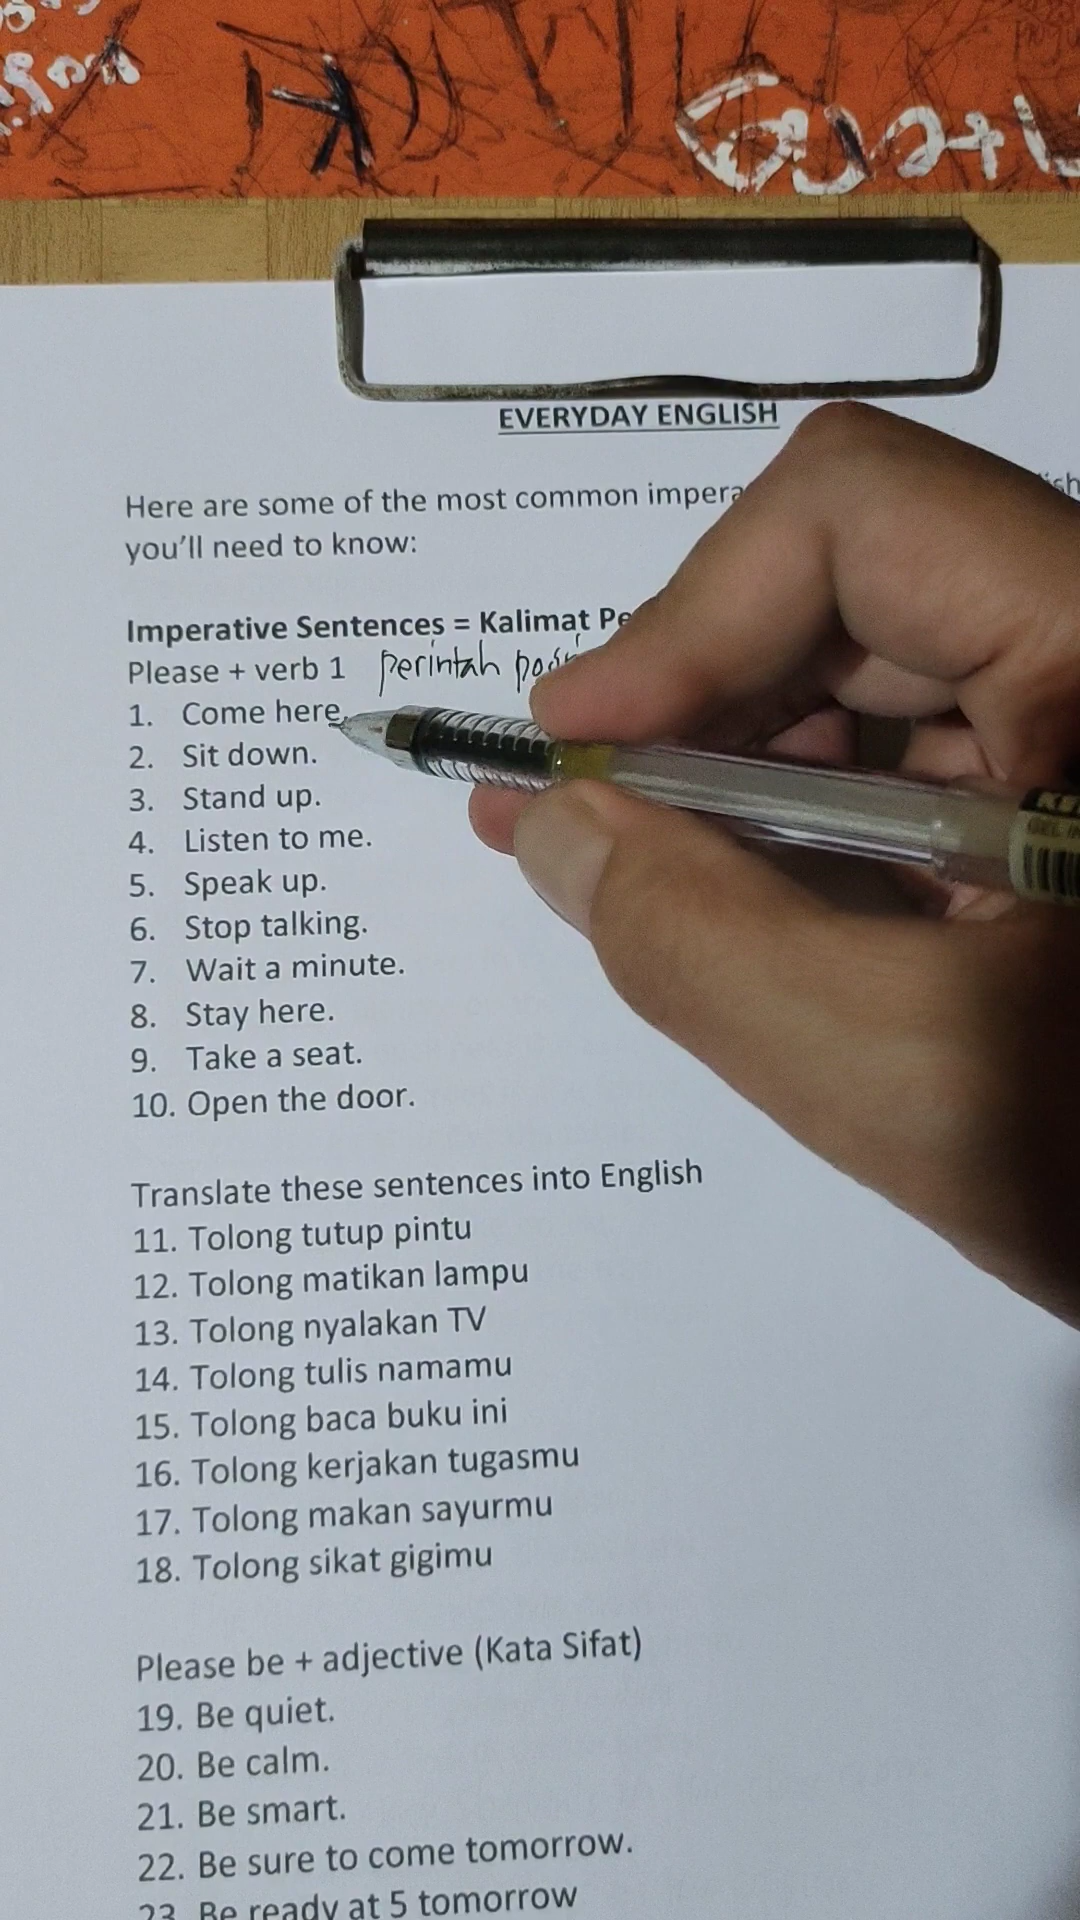 EVERYDAY ENGLISH
Here are some of the most common
you'll need to know:
Imperative Sentences = Kalimat
Please + verb 1 perintah
1. Come here.
2. Sit down.
3. Stand up.
4. Listen to me.
5. Speak up.
6. Stop talking.
7. Wait a minute.
8. Stay here.
9. Take a seat.
10. Open the door.
Translate these sentences into English
11. Tolong tutup pintu
12. Tolong matikan lampu
13. Tolong nyalakan TV
14. Tolong tulis namamu
15. Tolong baca buku ini
16. Tolong kerjakan tugasmu
17. Tolong makan sayurmu
18. Tolong sikat gigimu
Please be + adjective (Kata Sifat)
19. Be quiet.
20. Be calm.
21. Be smart.
22. Be sure to come tomorrow.
23. Be ready at 5 tomorrow